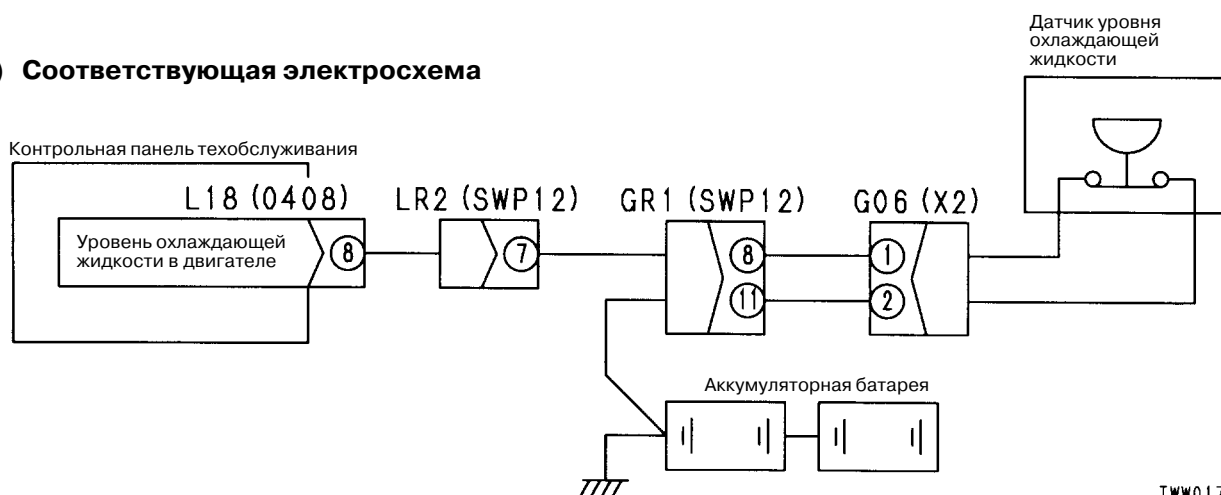 ) Соответствующая электросхема
Датчик уровня
охлаждающей
жидкости
Контрольная панель техобслуживания
L18 (0408)
LR2 (SWP12)
GR1 (SWP12)
G06 (X2)
Уровень охлаждающей
жидкости в двигателе
8
7
8
11
1
2
Аккумуляторная батарея